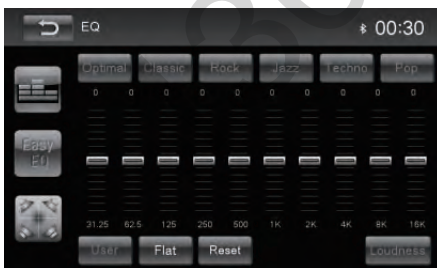 EQ 00:30
Optimal Classic Rock Jazz Techno Pop
0 0 0 0 0 0 0 0 0 0
Easy
EQ
31.25 62.5 125 250 500 1K 2K 4K 8K 16K
User Flat Reset Loudness